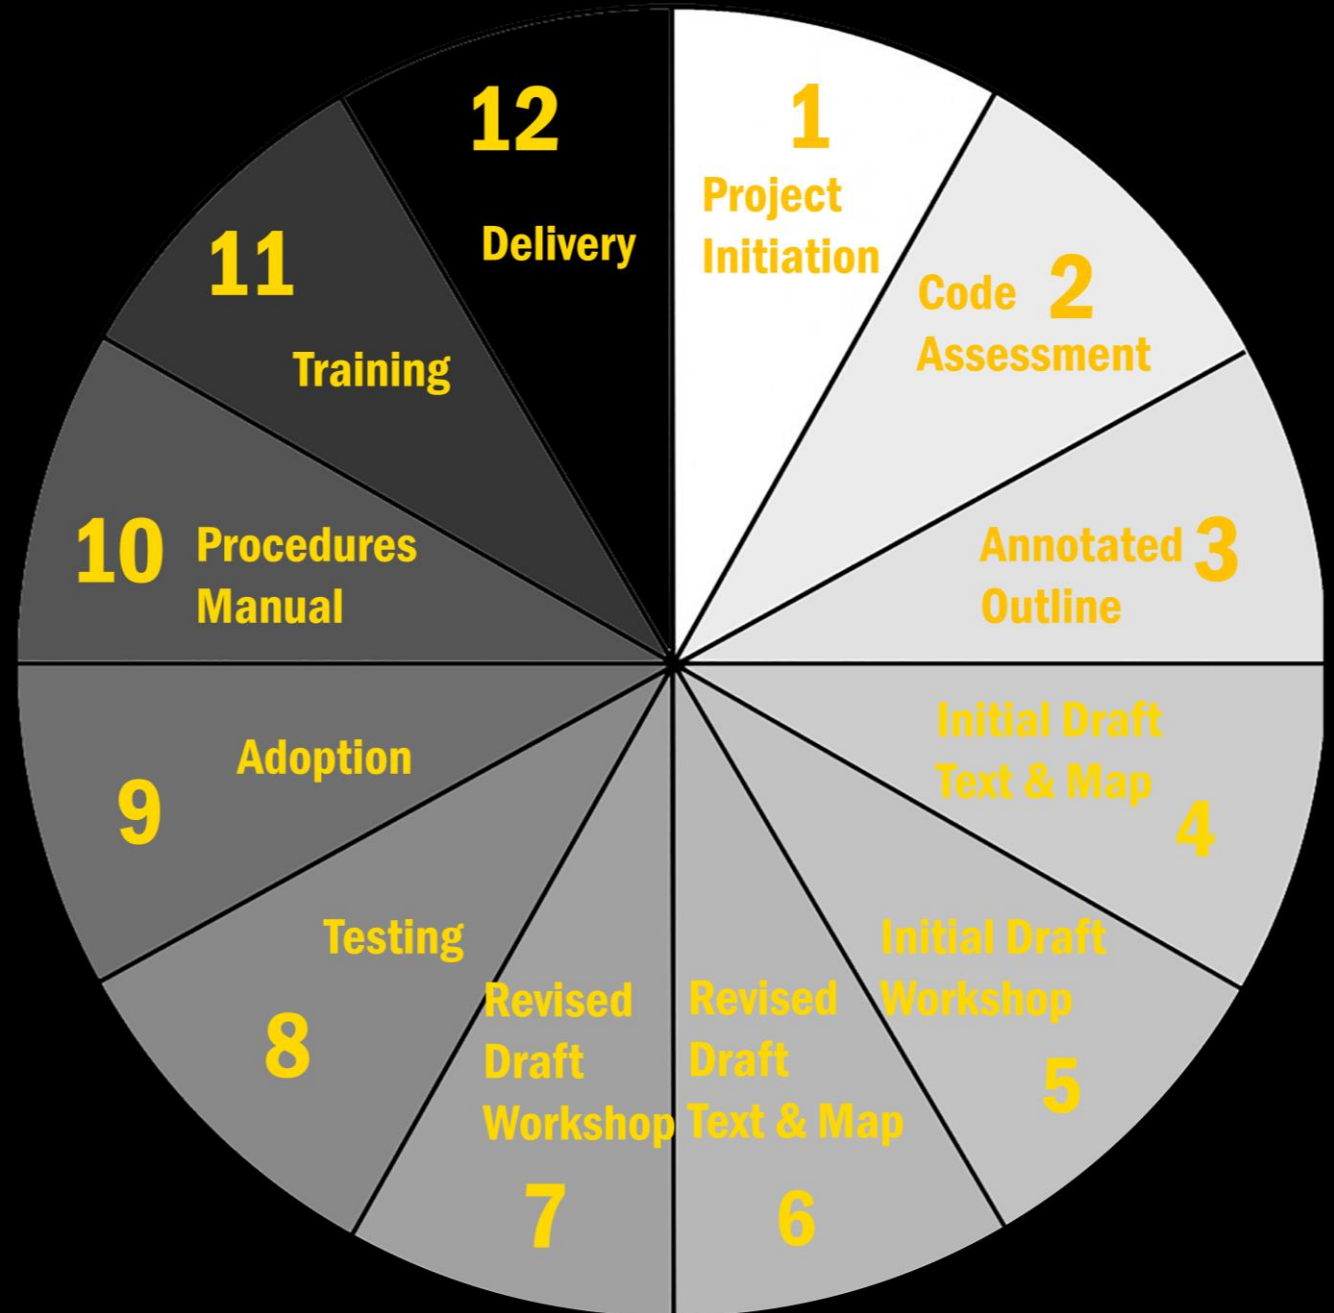 1
Project
Initiation
2
Code
Assessment
3
Annotated
Outline
Initial Draft
Text & Map
4
Initial Draft
Workshop
5
Revised
Draft
Text & Map
6
Revised
Draft
Workshop
7
Testing
8
Adoption
9
10
Procedures
Manual
11
Training
12
Delivery